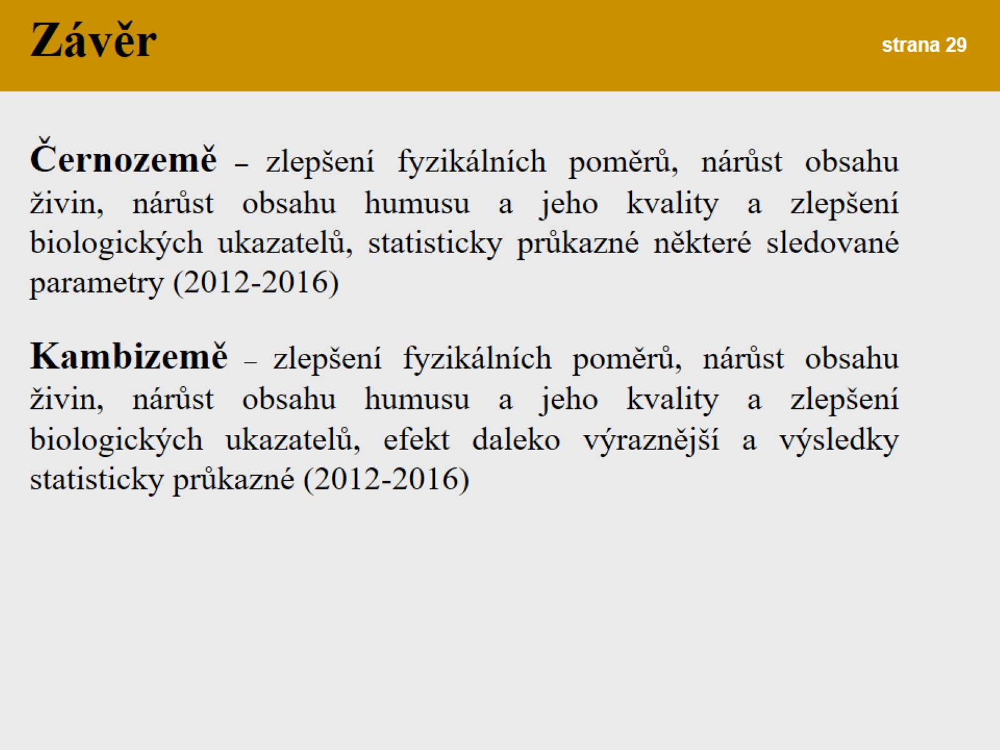 Závěr
strana 29
Černozemě – zlepšení fyzikálních poměrů, nárůst obsahu
živin, nárůst obsahu humusu a jeho kvality a zlepšení
biologických ukazatelů, statisticky průkazné některé sledované
parametry (2012-2016)
Kambizemě – zlepšení fyzikálních poměrů, nárůst obsahu
živin, nárůst obsahu humusu a jeho kvality a zlepšení
biologických ukazatelů, efekt daleko výraznější a výsledky
statisticky průkazné (2012-2016)